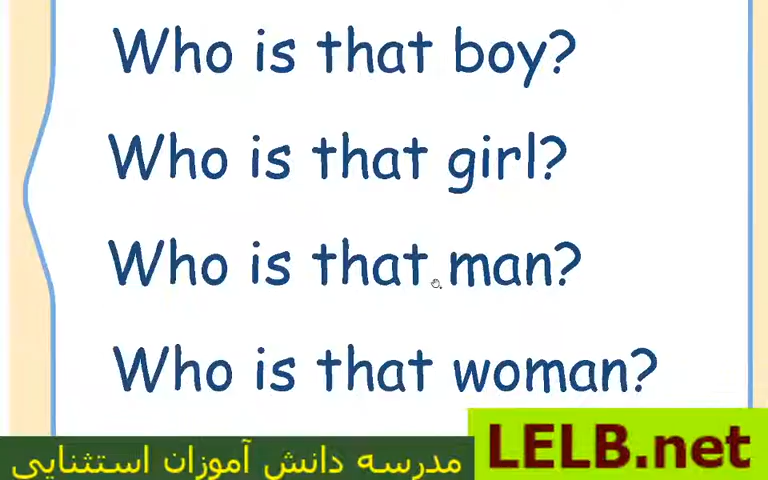 Who is that boy?
Who is that girl?
Who is that man?
Who is that woman?
مدرسه دانش آموزان استثنایی
LELB.net